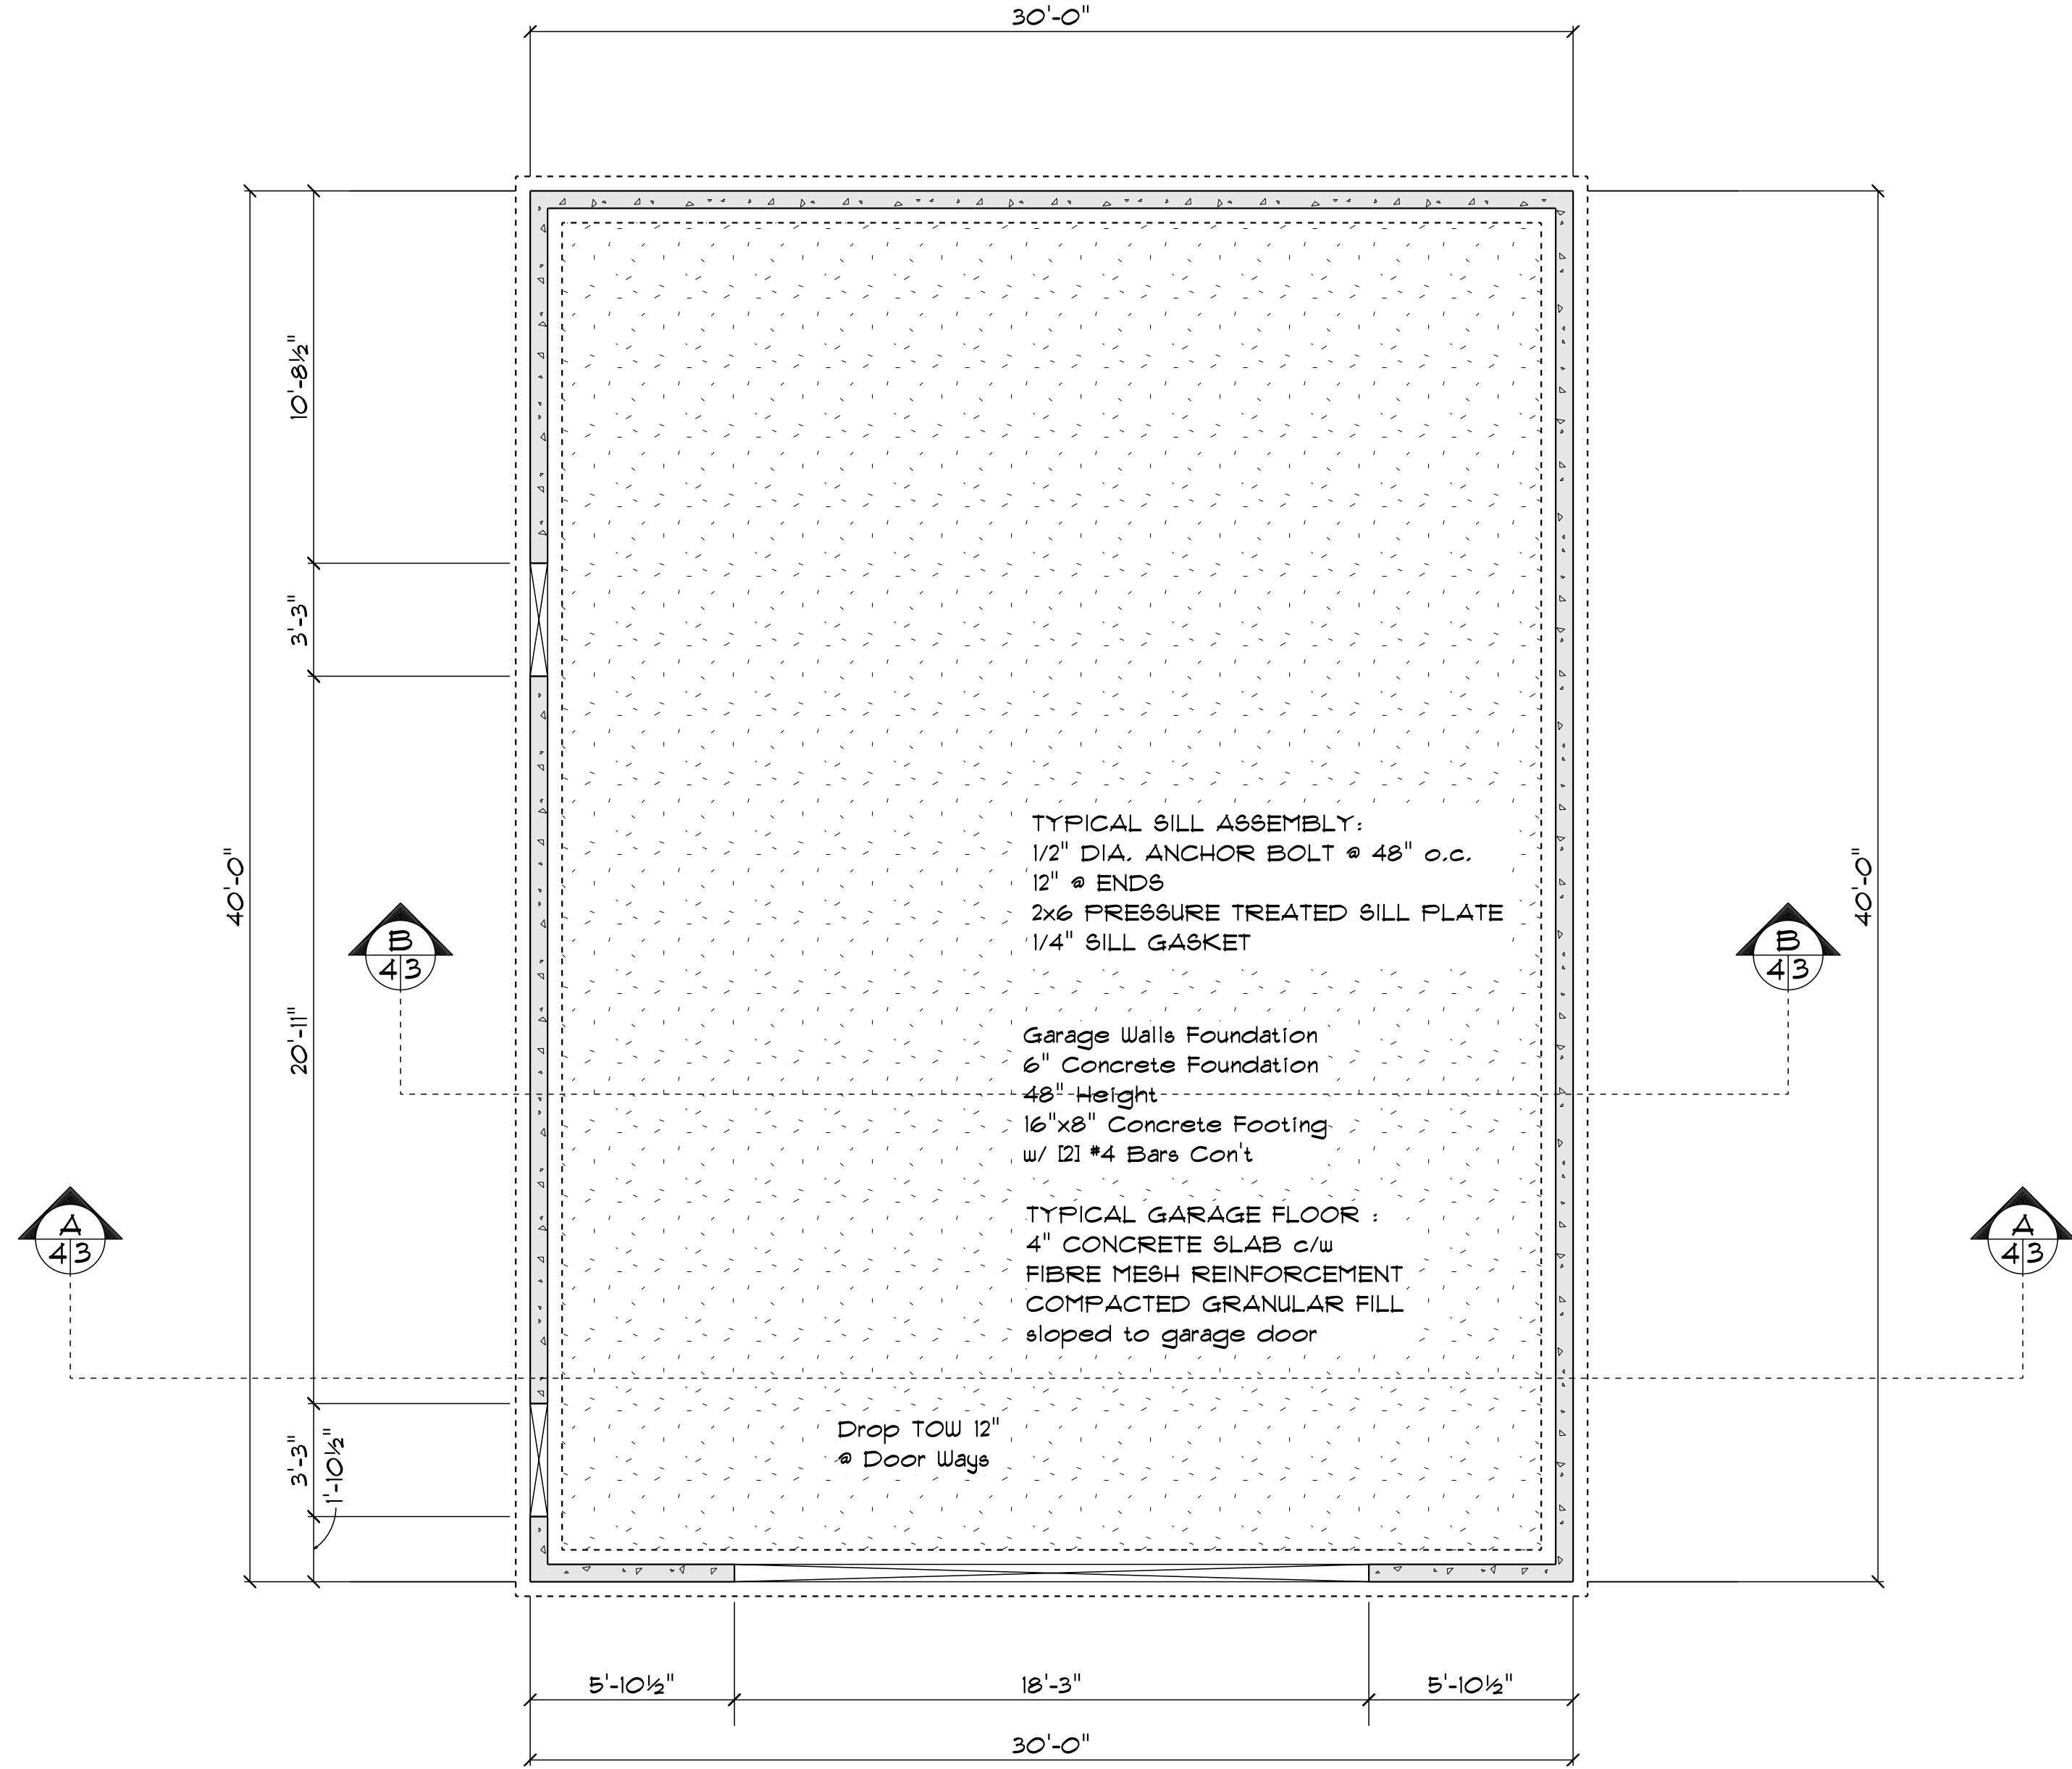 30'-0"
10'-8½"
3'-3"
40'-0"
20'-11"
3'-3"
1'-10½"
40'-0"
B
4 3
B
4 3
A
4 3
A
4 3
TYPICAL SILL ASSEMBLY:
1/2" DIA. ANCHOR BOLT @ 48" o.c.
12" @ ENDS
2x6 PRESSURE TREATED SILL PLATE
1/4" SILL GASKET
Garage Walls Foundation
6" Concrete Foundation
48" Height
16"x8" Concrete Footing
w/ [2] #4 Bars Con't
TYPICAL GARAGE FLOOR :
4" CONCRETE SLAB c/w
FIBRE MESH REINFORCEMENT
COMPACTED GRANULAR FILL
sloped to garage door
Drop TOW 12"
@ Door Ways
5'-10½"
18'-3"
5'-10½"
30'-0"